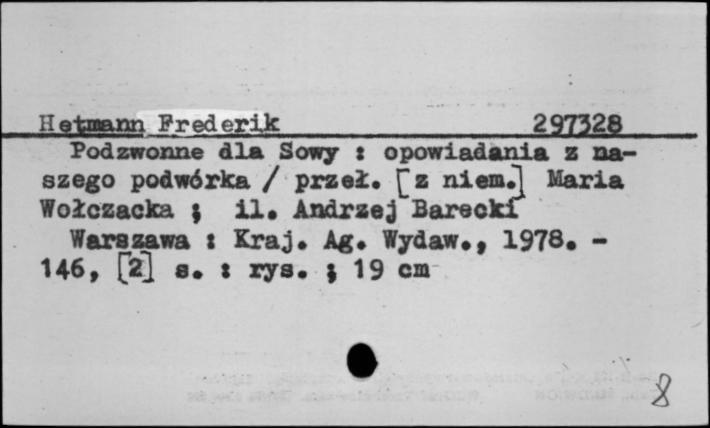 Hetmann Frederik 297328
Podzwonne dla Sowy : opowiadania z na-
szego podwórka / przeł. [z niem.] Maria
Wołczacka ; il. Andrzej Barecki
Warszawa : Kraj. Ag. Wydaw., 1978. -
146, [2] s. : rys. ; 19 cm
8